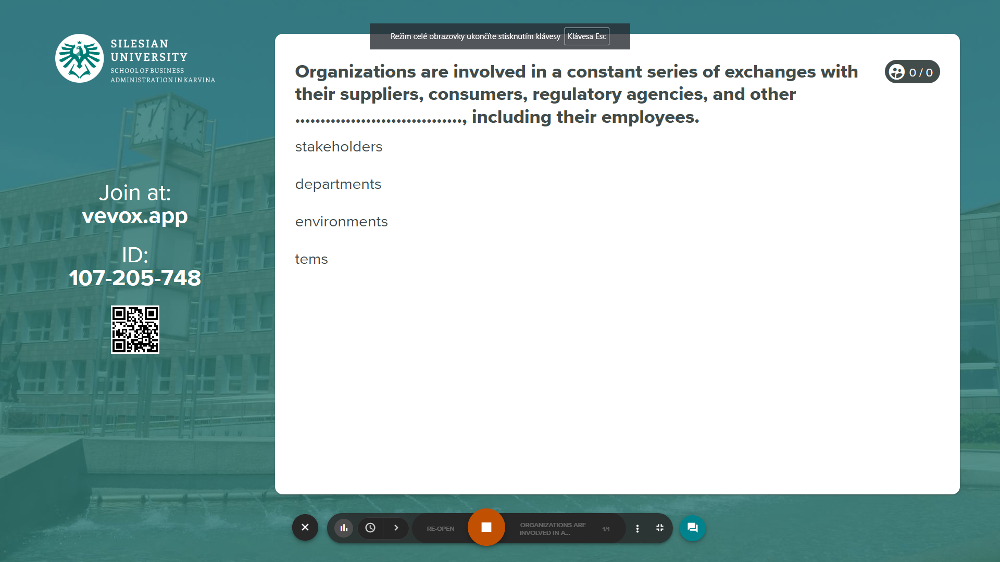 SILESIAN
UNIVERSITY
SCHOOL OF BUSINESS
ADMINISTRATION IN KARVINA
Join at:
vevox.app
ID:
107-205-748
Režim celé obrazovky ukončíte stisknutím klávesy Klávesa Esc
Organizations are involved in a constant series of exchanges with
their suppliers, consumers, regulatory agencies, and other
................................., including their employees.
0 / 0
stakeholders
departments
environments
tems
RE-OPEN
ORGANIZATIONS ARE
INVOLVED IN A...
1/1